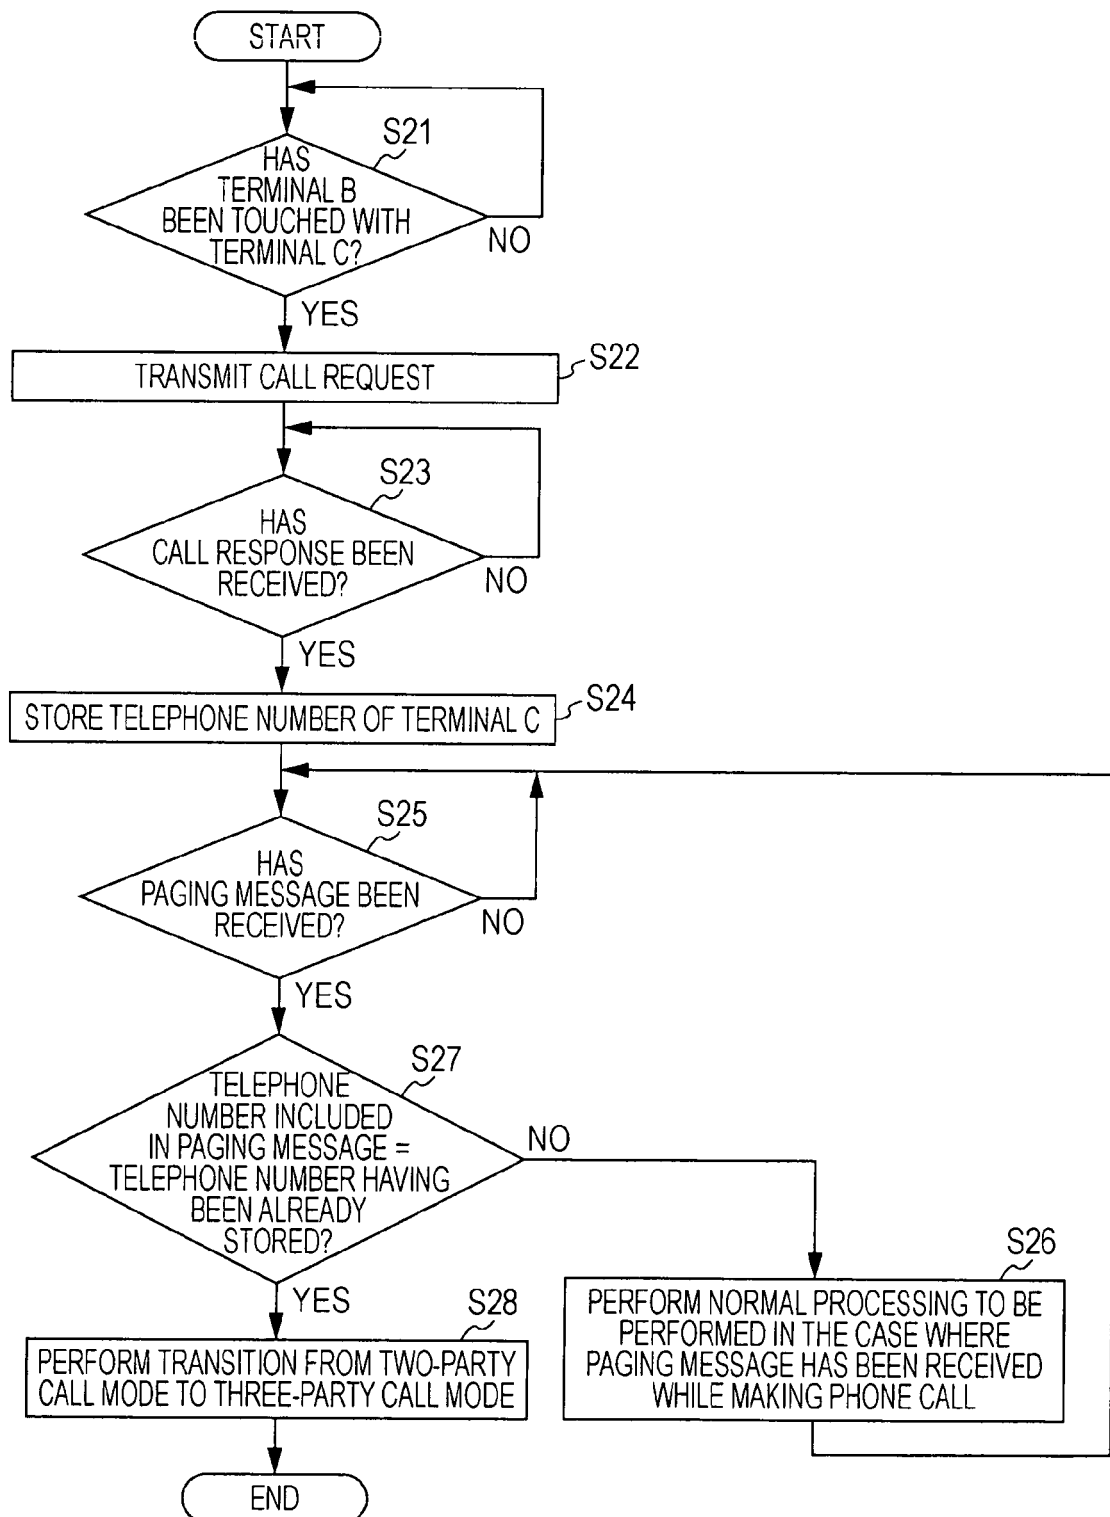 START
S21
HAS
TERMINAL B
BEEN TOUCHED WITH
TERMINAL C?
NO
YES
S22
TRANSMIT CALL REQUEST
S23
HAS
CALL RESPONSE BEEN
RECEIVED?
NO
YES
S24
STORE TELEPHONE NUMBER OF TERMINAL C
S25
HAS
PAGING MESSAGE BEEN
RECEIVED?
NO
YES
S27
TELEPHONE
NUMBER INCLUDED
IN PAGING MESSAGE =
TELEPHONE NUMBER HAVING
BEEN ALREADY
STORED?
NO
YES
S26
PERFORM NORMAL PROCESSING TO BE
PERFORMED IN THE CASE WHERE
PAGING MESSAGE HAS BEEN RECEIVED
WHILE MAKING PHONE CALL
S28
PERFORM TRANSITION FROM TWO-PARTY
CALL MODE TO THREE-PARTY CALL MODE
END